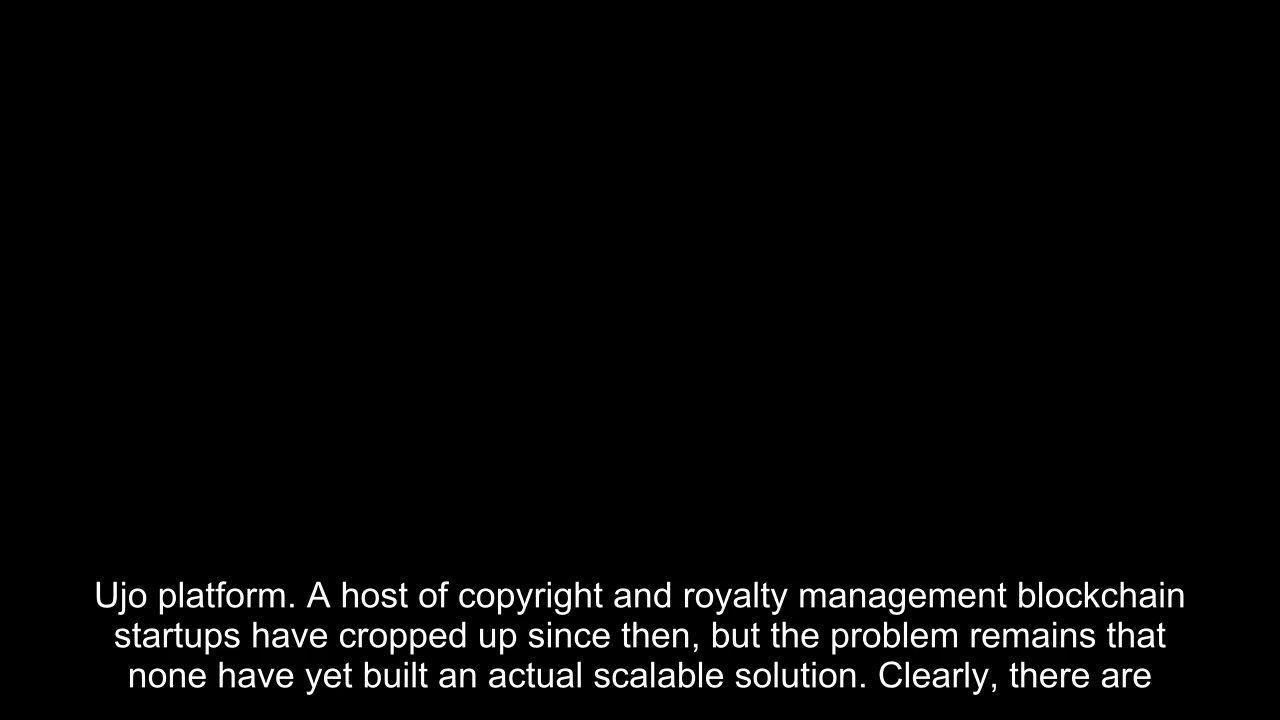 Ujo platform. A host of copyright and royalty management blockchain
startups have cropped up since then, but the problem remains that
none have yet built an actual scalable solution. Clearly, there are